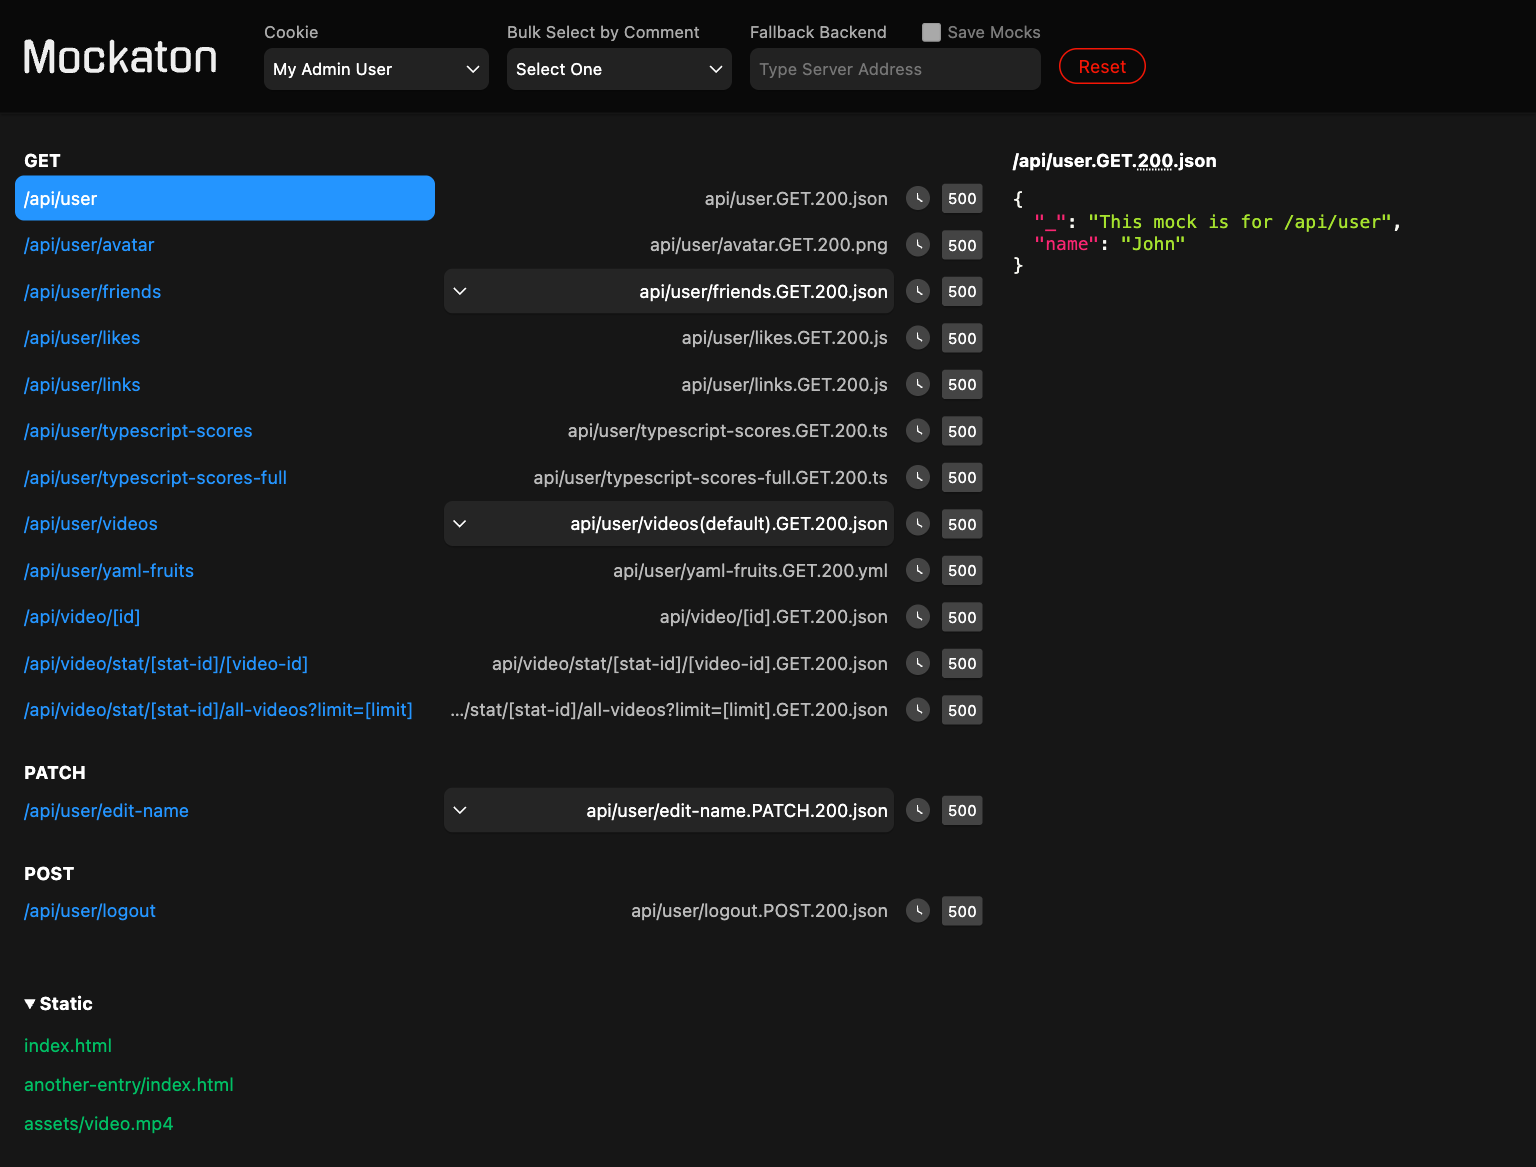 Mockaton
Cookie
My Admin User
Bulk Select by Comment
Select One
Fallback Backend
Save Mocks
Type Server Address
Reset
GET
/api/user api/user.GET.200.json 500
/api/user/avatar api/user/avatar.GET.200.png 500
/api/user/friends api/user/friends.GET.200.json 500
/api/user/likes api/user/likes.GET.200.js 500
/api/user/links api/user/links.GET.200.js 500
/api/user/typescript-scores api/user/typescript-scores.GET.200.ts 500
/api/user/typescript-scores-full api/user/typescript-scores-full.GET.200.ts 500
/api/user/videos api/user/videos(default).GET.200.json 500
/api/user/yaml-fruits api/user/yaml-fruits.GET.200.yml 500
/api/video/[id] api/video/[id].GET.200.json 500
/api/video/stat/[stat-id]/[video-id] api/video/stat/[stat-id]/[video-id].GET.200.json 500
/api/video/stat/[stat-id]/all-videos?limit=[limit] .../stat/[stat-id]/all-videos?limit=[limit].GET.200.json 500
PATCH
/api/user/edit-name api/user/edit-name.PATCH.200.json 500
POST
/api/user/logout api/user/logout.POST.200.json 500
▼ Static
index.html
another-entry/index.html
assets/video.mp4
/api/user.GET.200.json
{
"_": "This mock is for /api/user",
"name": "John"
}